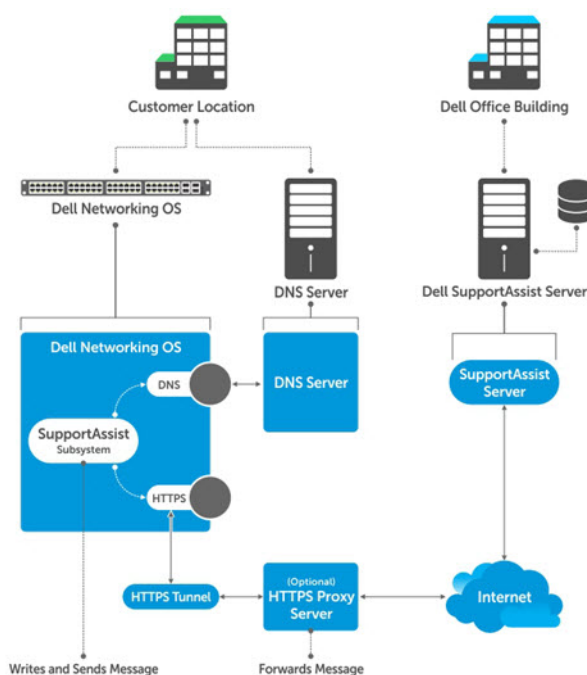 Customer Location
Dell Office Building
Dell Networking OS
DNS Server
Dell SupportAssist Server
Dell Networking OS
DNS
DNS Server
SupportAssist
Server
SupportAssist
Subsystem
HTTPS
HTTPS Tunnel
(Optional)
HTTPS Proxy
Server
Internet
Writes and Sends Message
Forwards Message